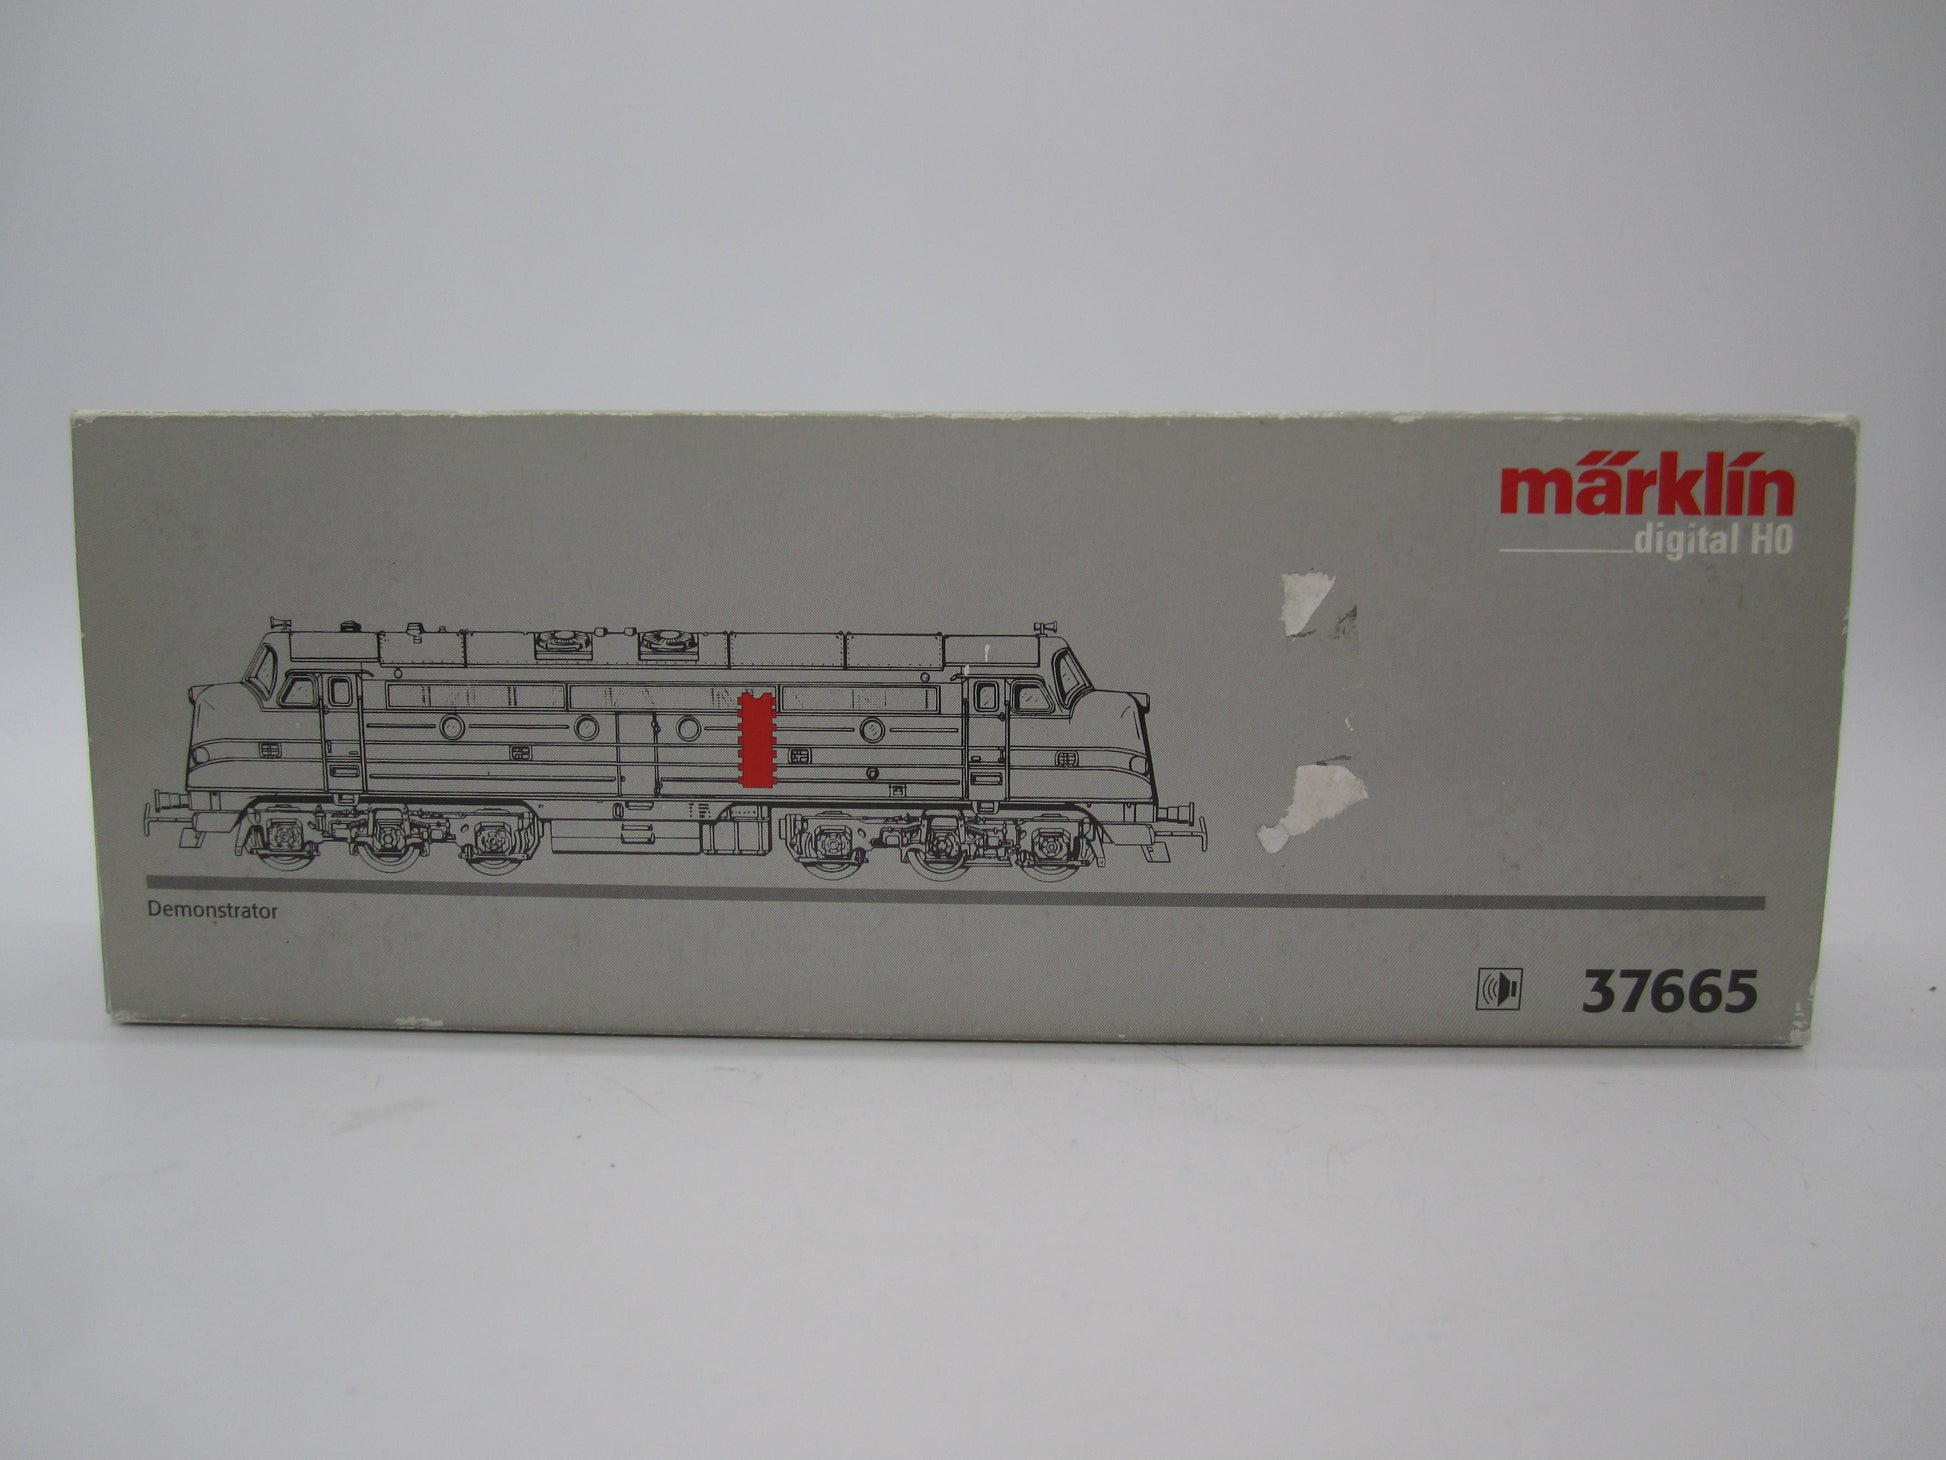 märklin
digital H0
Demonstrator
37665